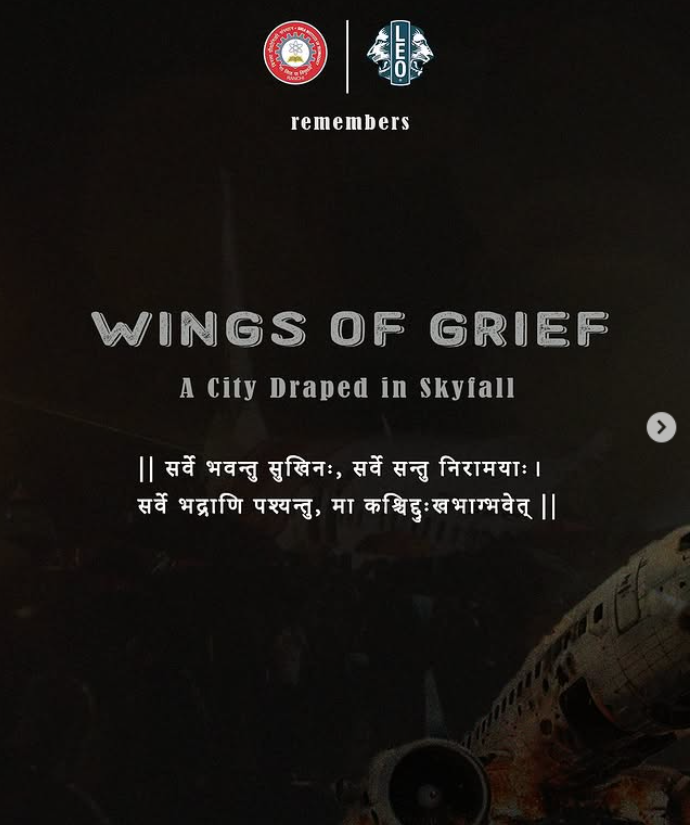 LEO
RANCHI
remembers
WINGS OF GRIEF
A City Draped in Skyfall
|| सर्वे भवन्तु सुखिनः, सर्वे सन्तु निरामयाः ।
सर्वे भद्राणि पश्यन्तु, मा कश्चिद्दुःखभाग्भवेत् ||